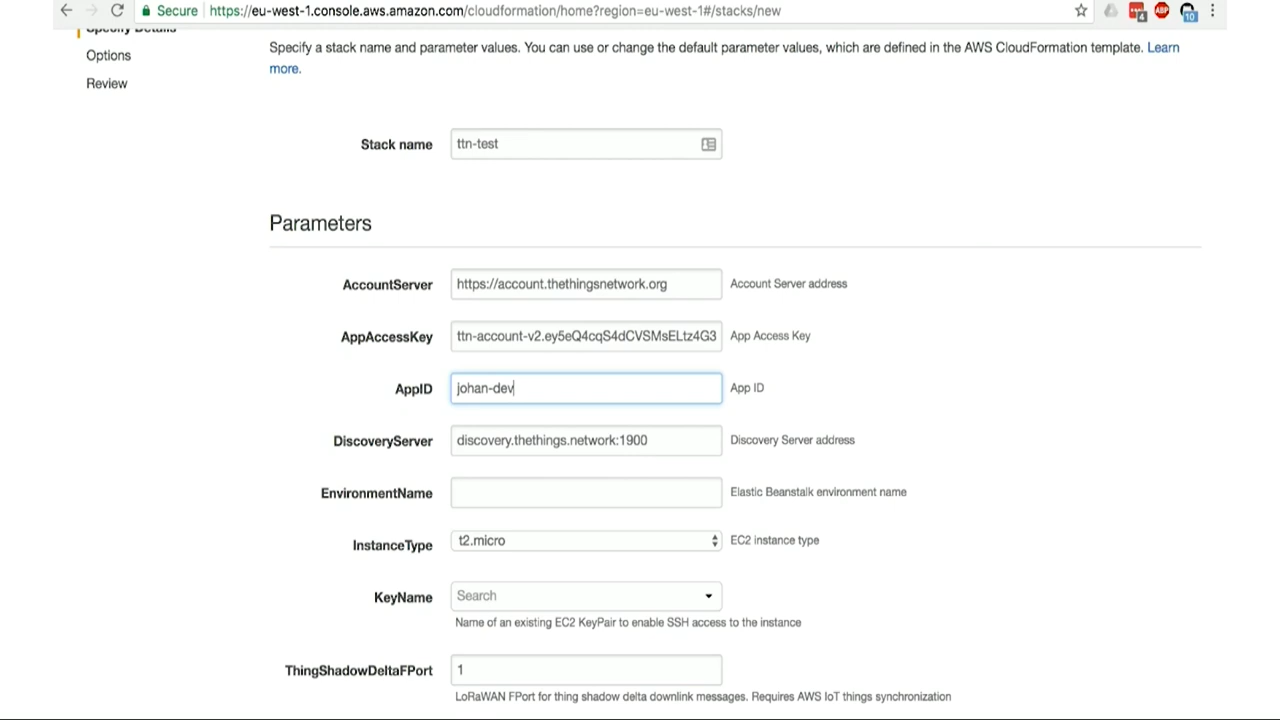 Secure https://eu-west-1.console.aws.amazon.com/cloudformation/home?region=eu-west-1#/stacks/new
4 ABP 10
Specify Details
Options
Review
Specify a stack name and parameter values. You can use or change the default parameter values, which are defined in the AWS CloudFormation template. Learn
more.
Stack name ttn-test
Parameters
AccountServer https://account.thethingsnetwork.org Account Server address
AppAccessKey ttn-account-v2.ey5eQ4cqS4dCVSMsELtz4G3 App Access Key
AppID johan-dev App ID
DiscoveryServer discovery.thethings.network:1900 Discovery Server address
EnvironmentName Elastic Beanstalk environment name
InstanceType t2.micro EC2 instance type
KeyName Search
Name of an existing EC2 KeyPair to enable SSH access to the instance
ThingShadowDeltaFPort 1
LoRaWAN FPort for thing shadow delta downlink messages. Requires AWS IoT things synchronization